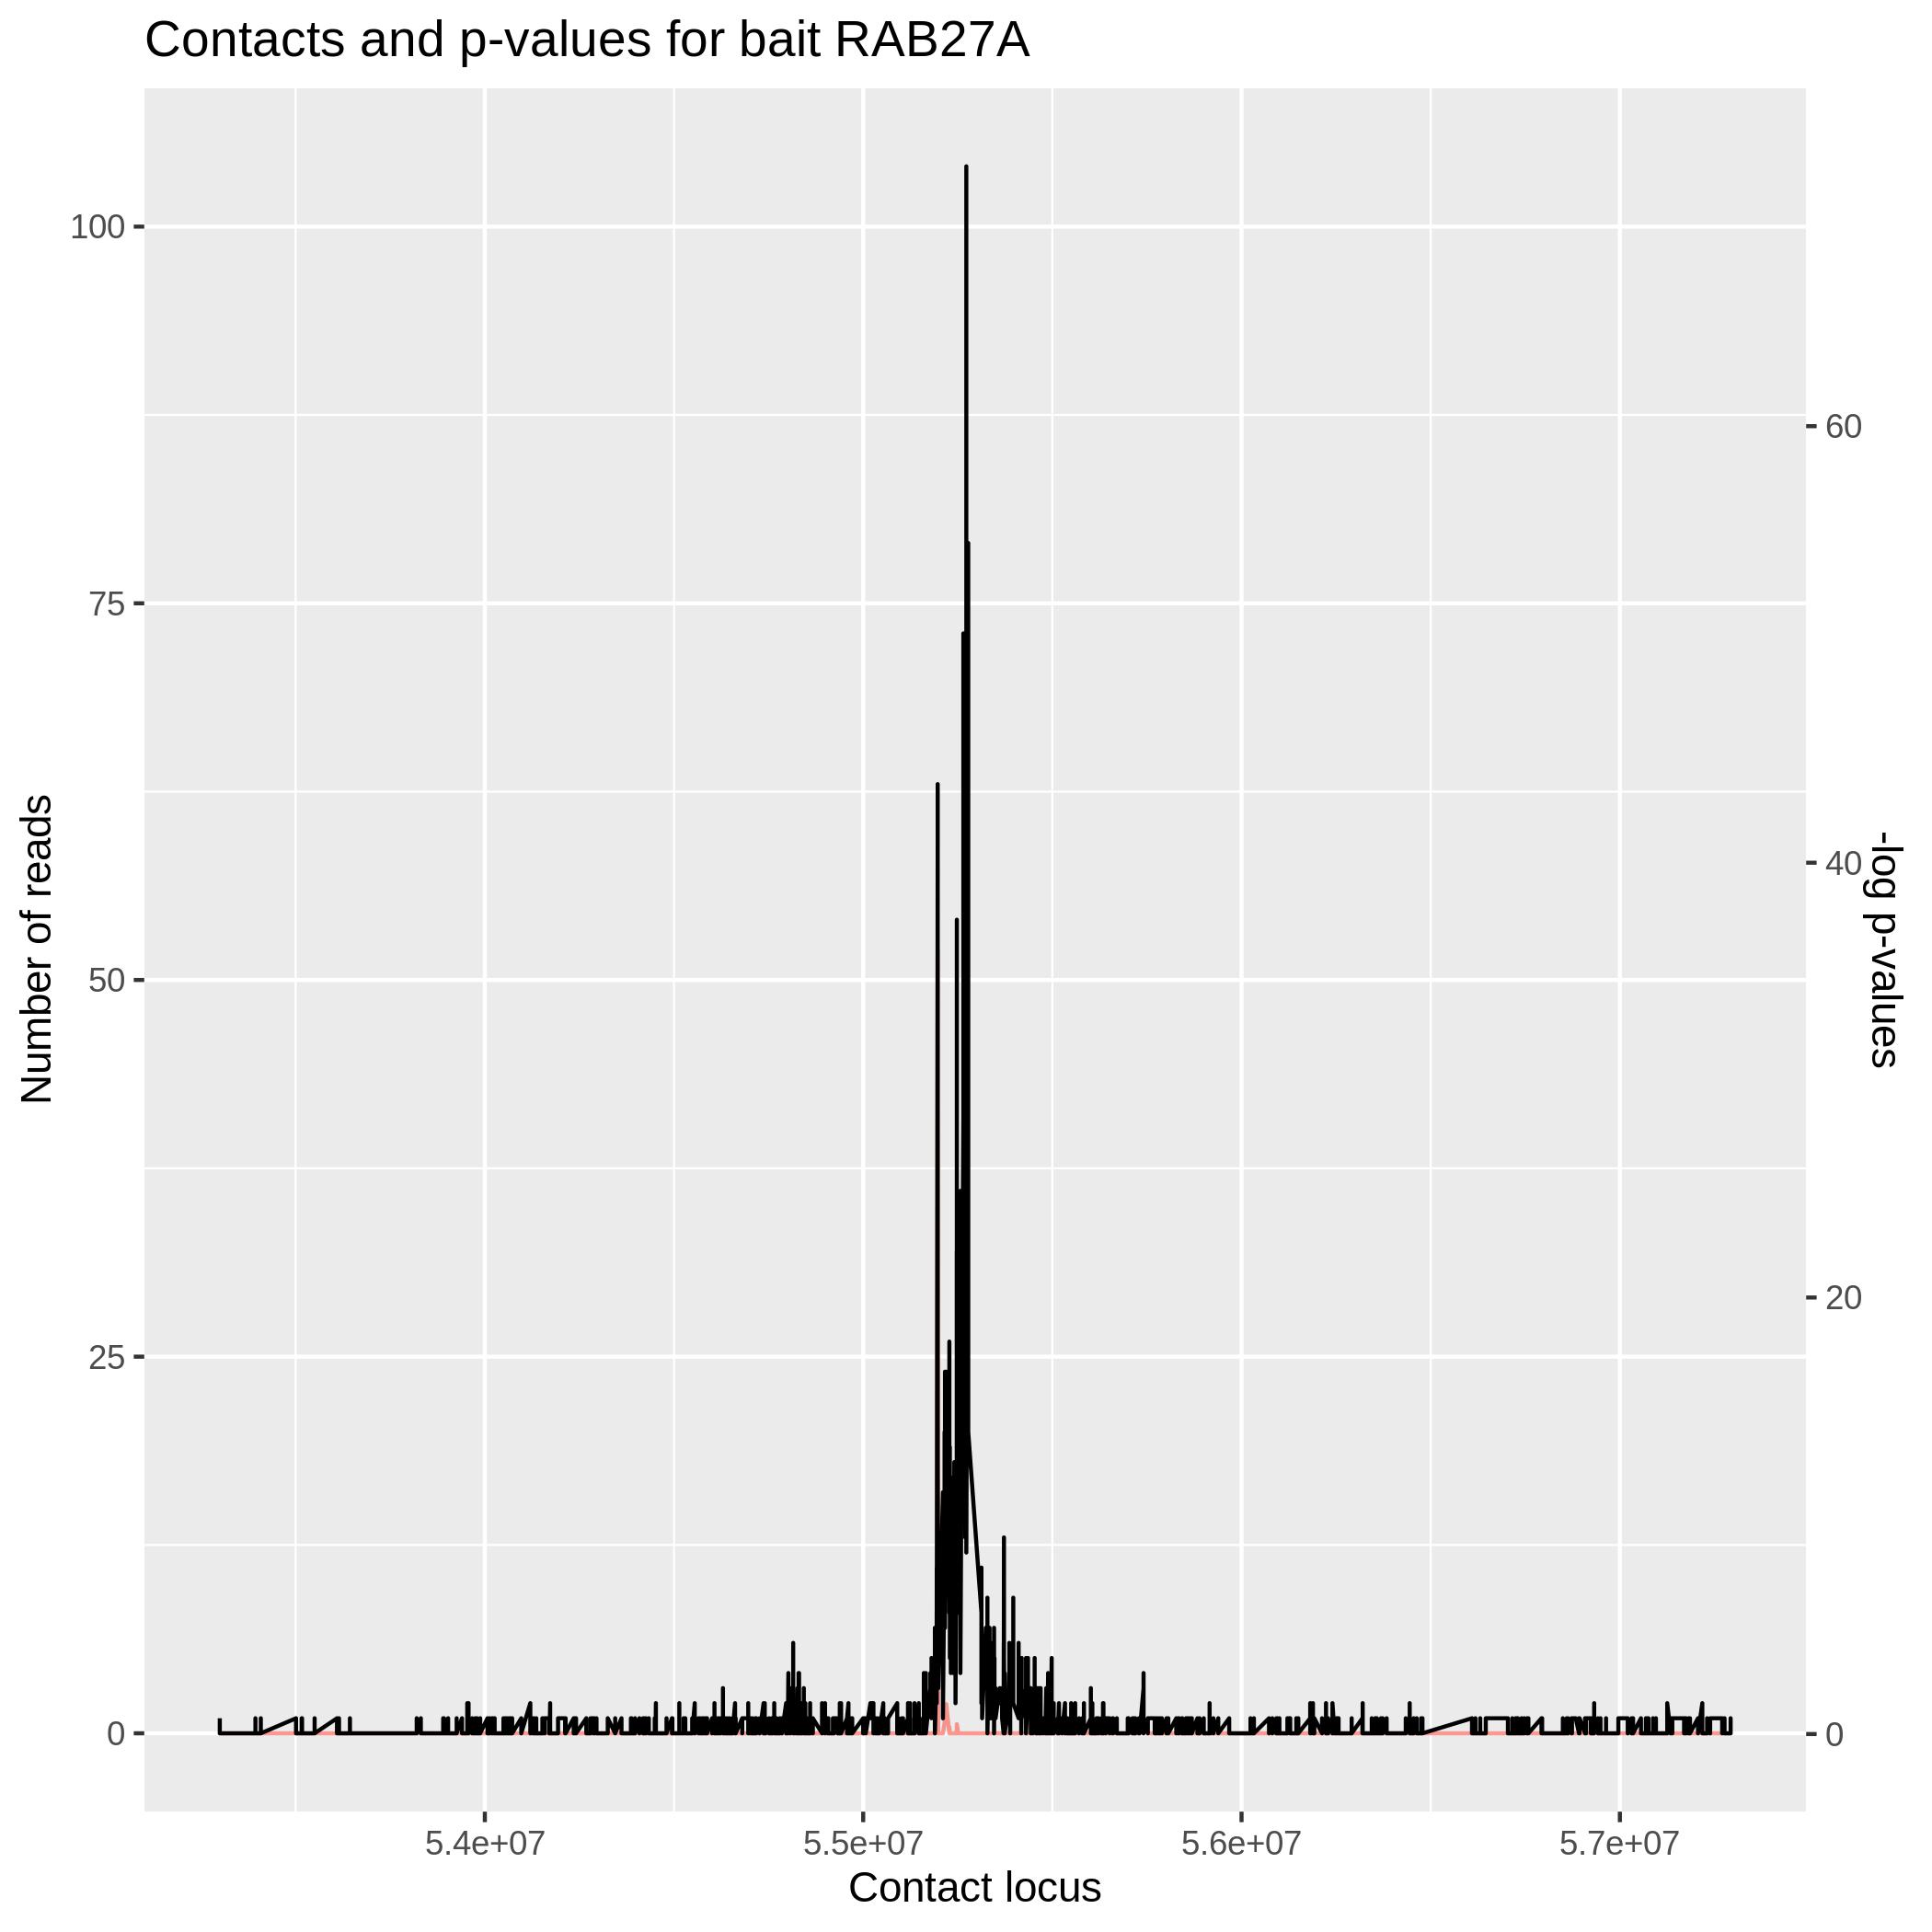 Contacts and p-values for bait RAB27A
100
75
50
25
0
Number of reads
60
40
20
0
-log p-values
5.4e+07 5.5e+07 5.6e+07 5.7e+07
Contact locus